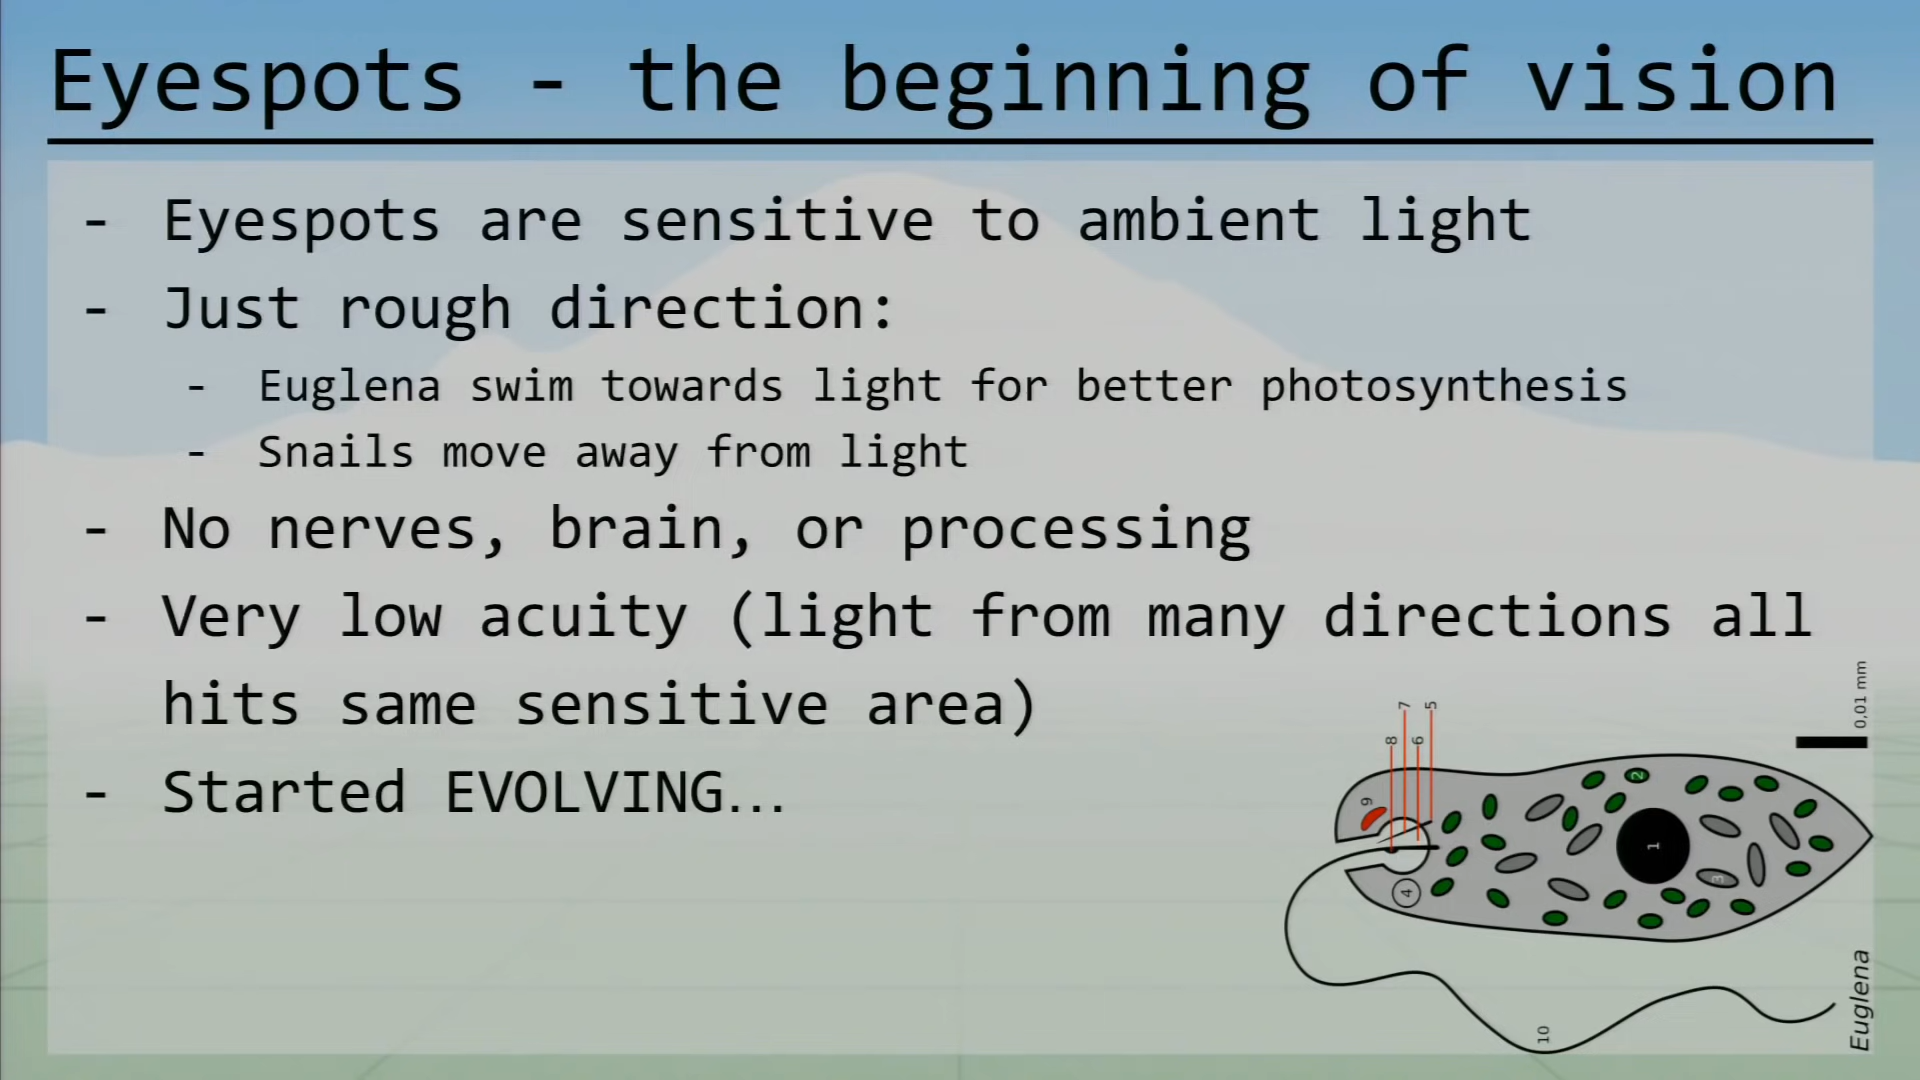 Eyespots - the beginning of vision
- Eyespots are sensitive to ambient light
- Just rough direction:
- Euglena swim towards light for better photosynthesis
- Snails move away from light
- No nerves, brain, or processing
- Very low acuity (light from many directions all
hits same sensitive area)
- Started EVOLVING...
0,01 mm
7
5
8
6
9
2
1
3
4
10
Euglena